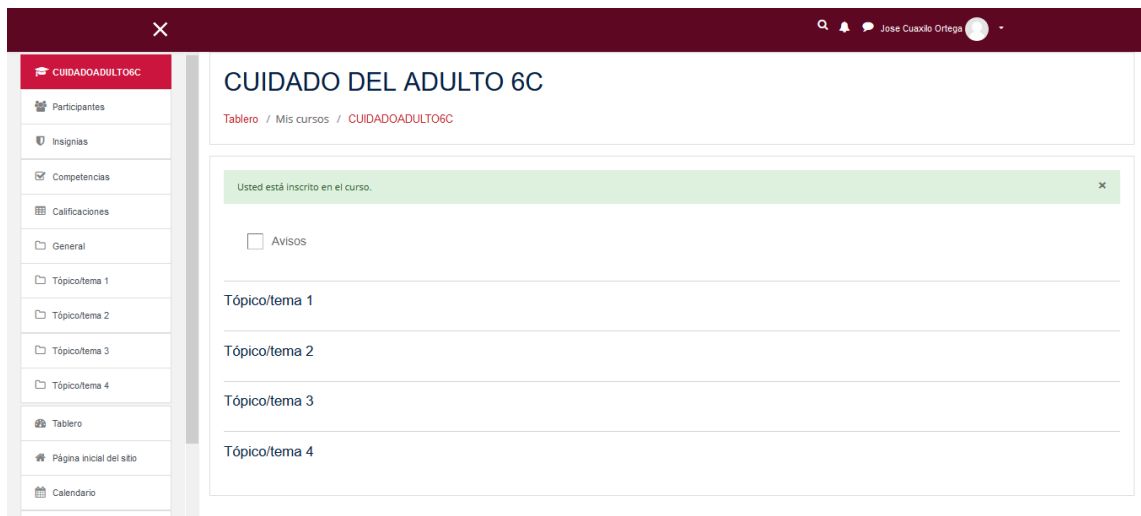 Jose Cuaxilo Ortega
CUIDADOADULTO6C
Participantes
Insignias
Competencias
Calificaciones
General
Tópico/tema 1
Tópico/tema 2
Tópico/tema 3
Tópico/tema 4
Tablero
Página inicial del sitio
Calendario
CUIDADO DEL ADULTO 6C
Tablero / Mis cursos / CUIDADOADULTO6C
Usted está inscrito en el curso.
Avisos
Tópico/tema 1
Tópico/tema 2
Tópico/tema 3
Tópico/tema 4